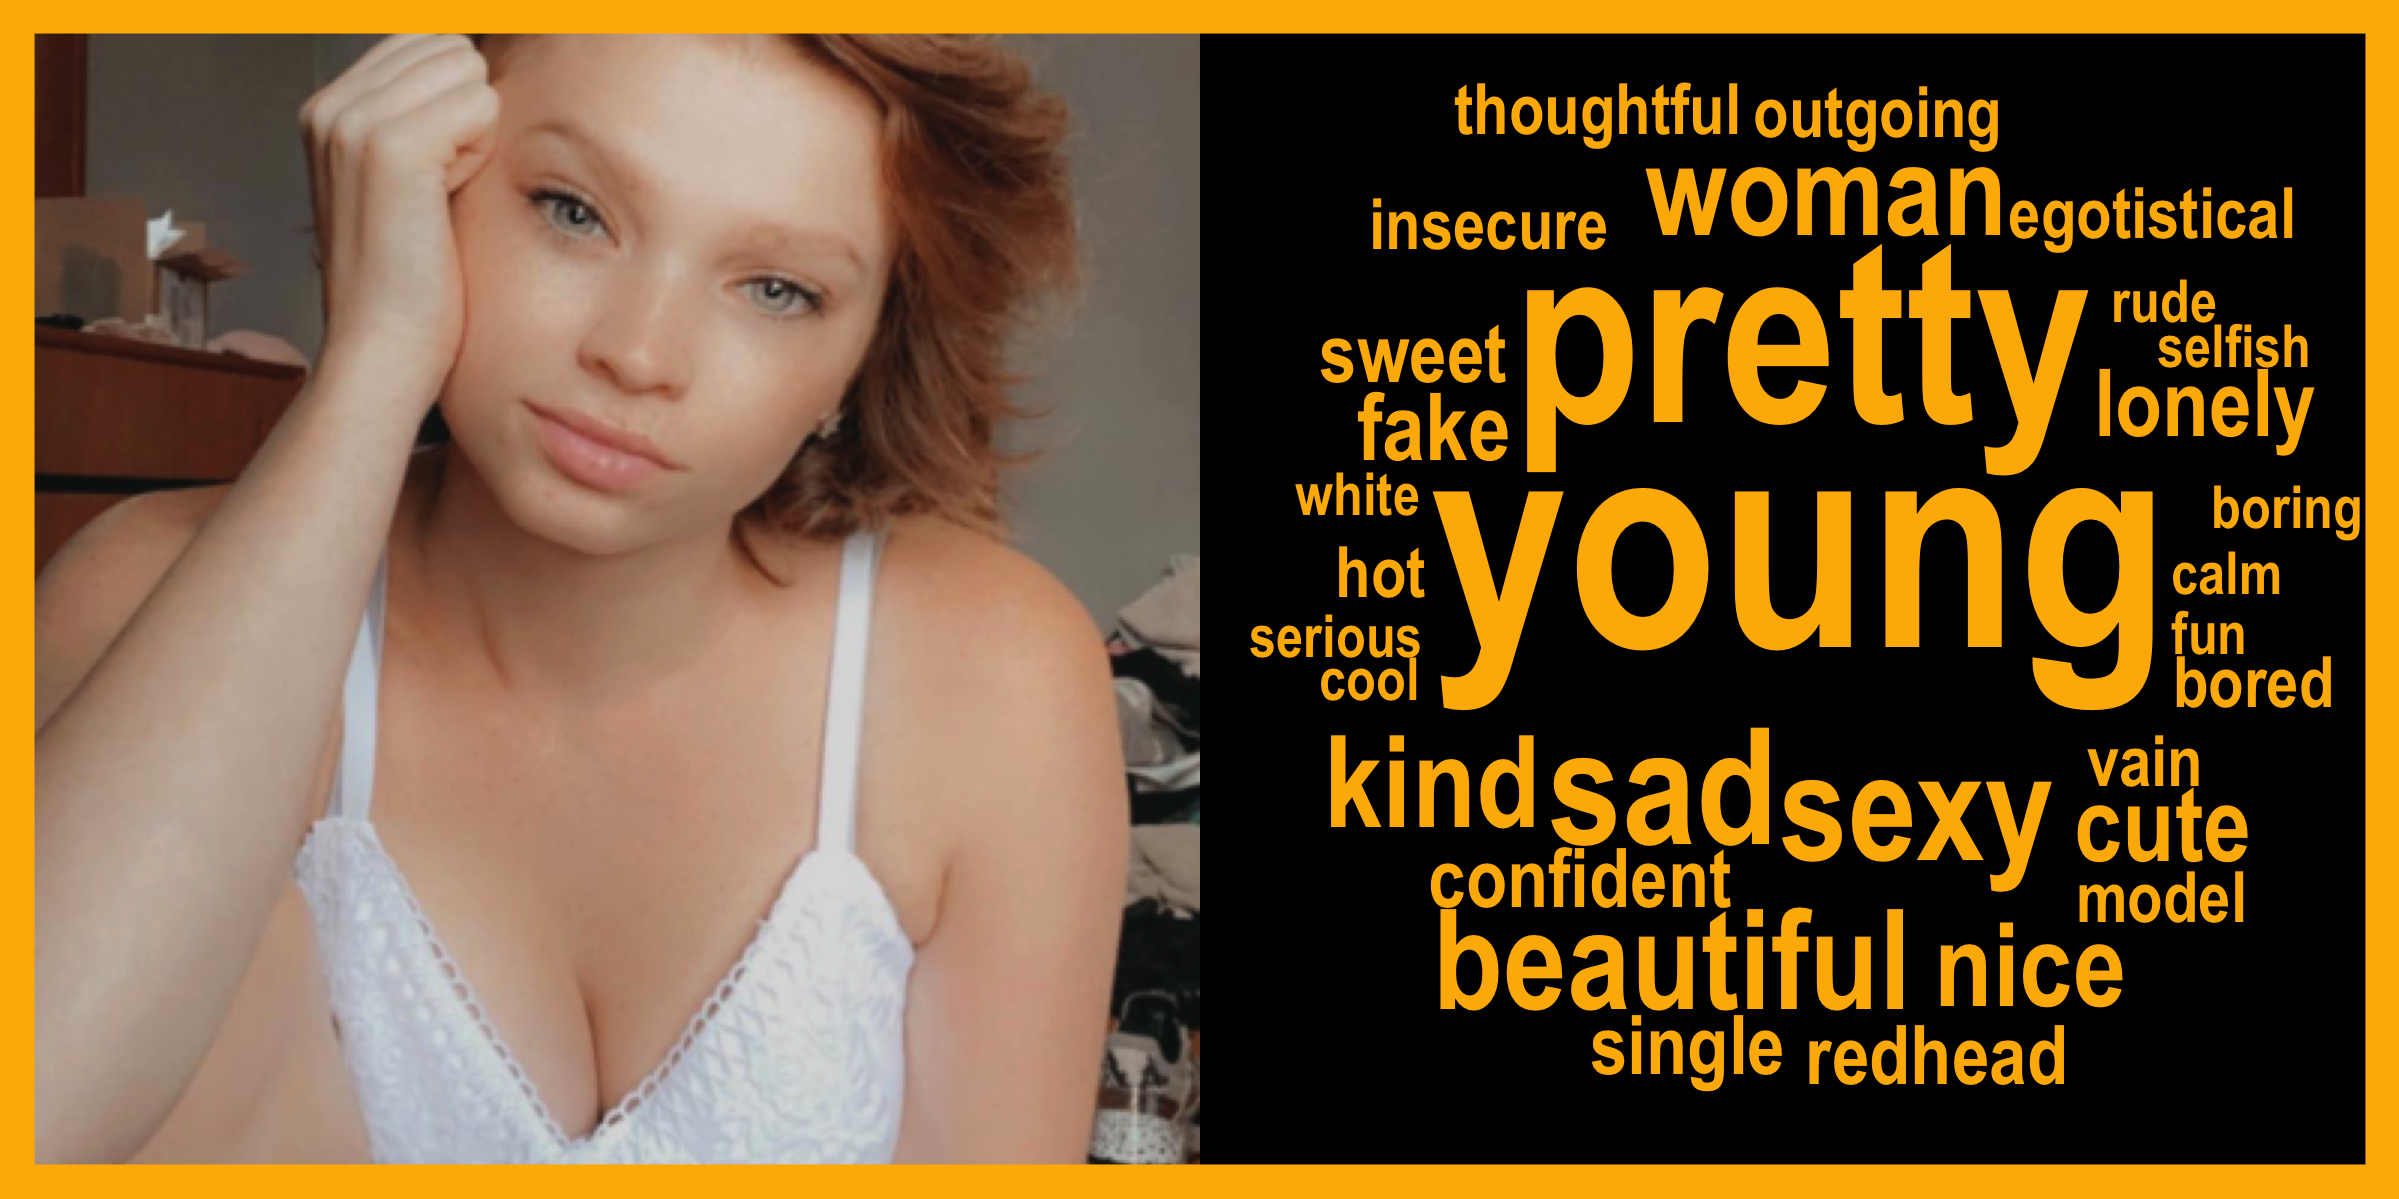 thoughtful outgoing
woman
insecure
egotistical
pretty
rude
selfish
sweet
lonely
fake
white
young
boring
hot
calm
serious
fun
cool
bored
kind sad sexy
vain
cute
confident
model
beautiful nice
single redhead